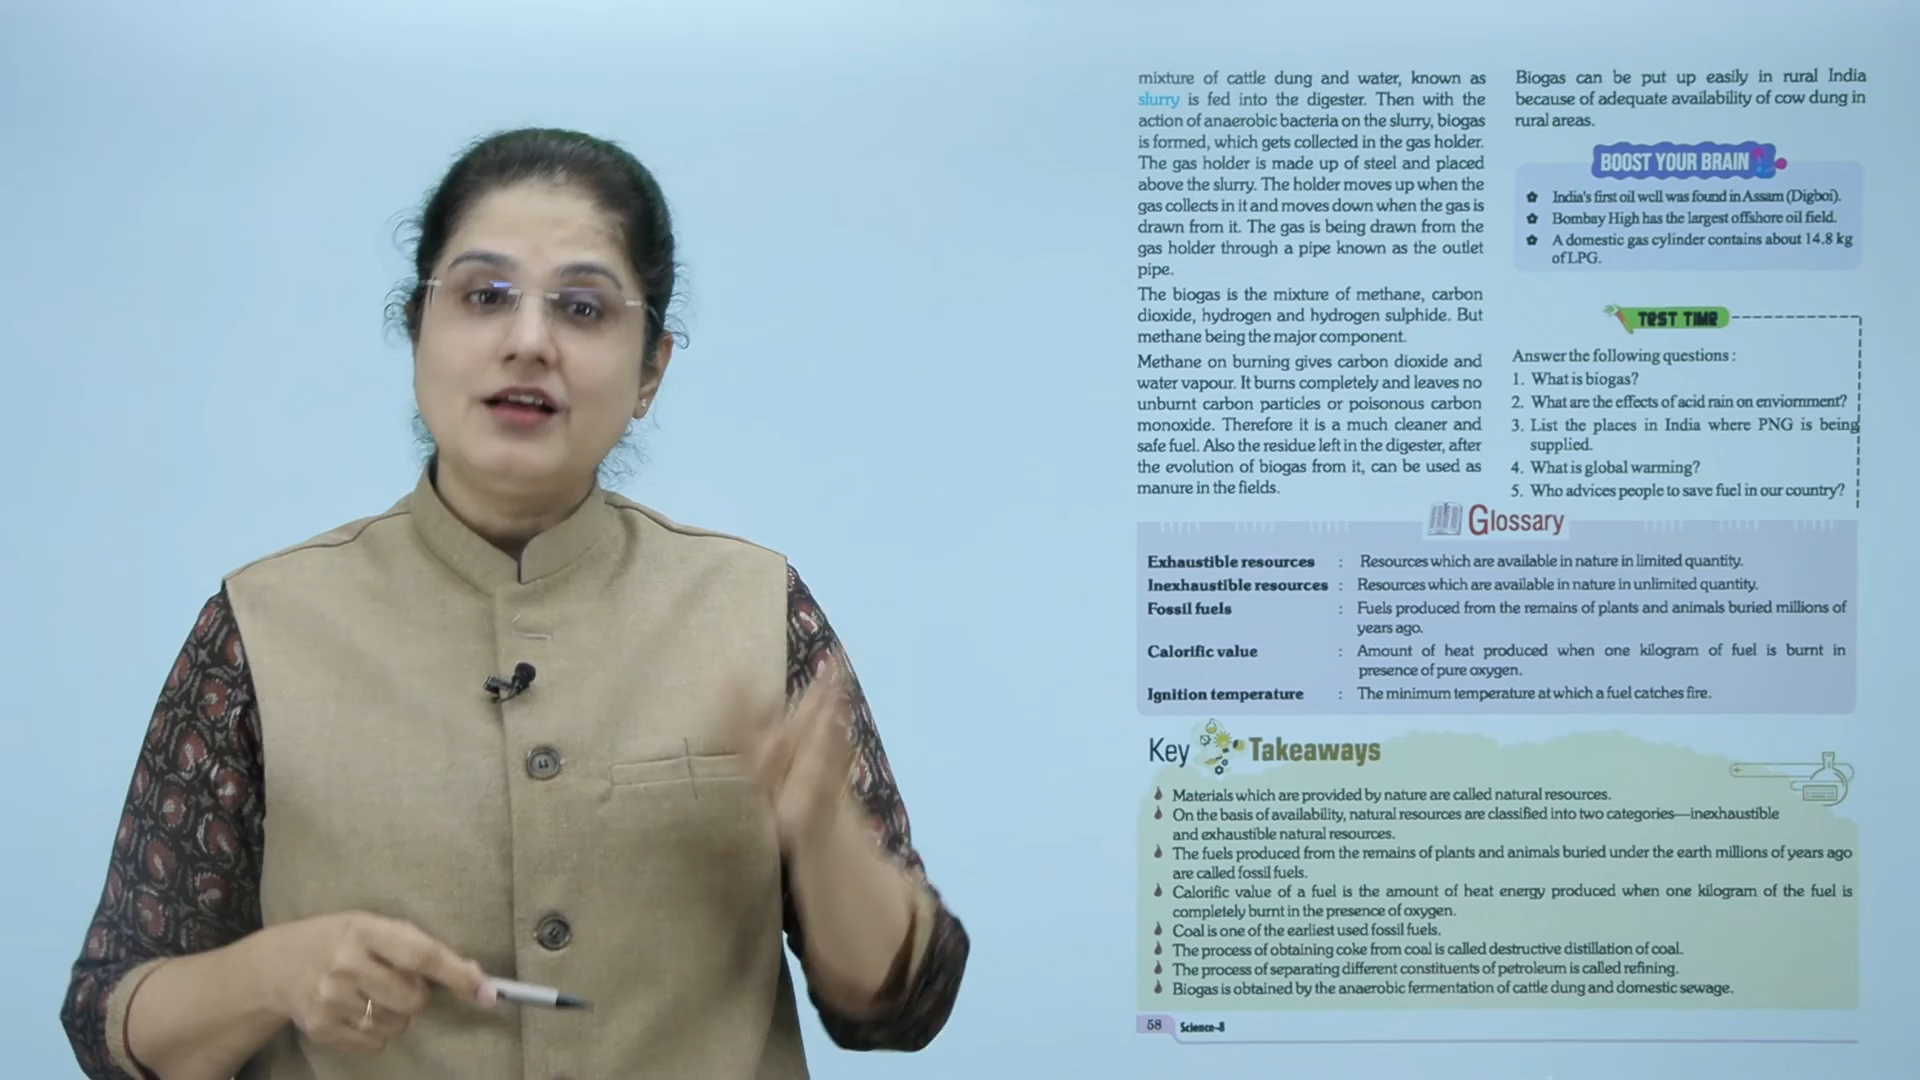 mixture of cattle dung and water, known as
slurry is fed into the digester. Then with the
action of anaerobic bacteria on the slurry, biogas
is formed, which gets collected in the gas holder.
The gas holder is made up of steel and placed
above the slurry. The holder moves up when the
gas collects in it and moves down when the gas is
drawn from it. The gas is being drawn from the
gas holder through a pipe known as the outlet
pipe.
The biogas is the mixture of methane, carbon
dioxide, hydrogen and hydrogen sulphide. But
methane being the major component.
Methane on burning gives carbon dioxide and
water vapour. It burns completely and leaves no
unburnt carbon particles or poisonous carbon
monoxide. Therefore it is a much cleaner and
safe fuel. Also the residue left in the digester, after
the evolution of biogas from it, can be used as
manure in the fields.
Biogas can be put up easily in rural India
because of adequate availability of cow dung in
rural areas.
BOOST YOUR BRAIN
India's first oil well was found in Assam (Digboi).
Bombay High has the largest offshore oil field.
A domestic gas cylinder contains about 14.8 kg
of LPG.
TEST TIME
Answer the following questions :
1. What is biogas?
2. What are the effects of acid rain on enviornment?
3. List the places in India where PNG is being
supplied.
4. What is global warming?
5. Who advices people to save fuel in our country?
Glossary
Exhaustible resources : Resources which are available in nature in limited quantity.
Inexhaustible resources : Resources which are available in nature in unlimited quantity.
Fossil fuels : Fuels produced from the remains of plants and animals buried millions of
years ago.
Calorific value : Amount of heat produced when one kilogram of fuel is burnt in
presence of pure oxygen.
Ignition temperature : The minimum temperature at which a fuel catches fire.
Key Takeaways
Materials which are provided by nature are called natural resources.
On the basis of availability, natural resources are classified into two categories—inexhaustible
and exhaustible natural resources.
The fuels produced from the remains of plants and animals buried under the earth millions of years ago
are called fossil fuels.
Calorific value of a fuel is the amount of heat energy produced when one kilogram of the fuel is
completely burnt in the presence of oxygen.
Coal is one of the earliest used fossil fuels.
The process of obtaining coke from coal is called destructive distillation of coal.
The process of separating different constituents of petroleum is called refining.
Biogas is obtained by the anaerobic fermentation of cattle dung and domestic sewage.
58 Science-8